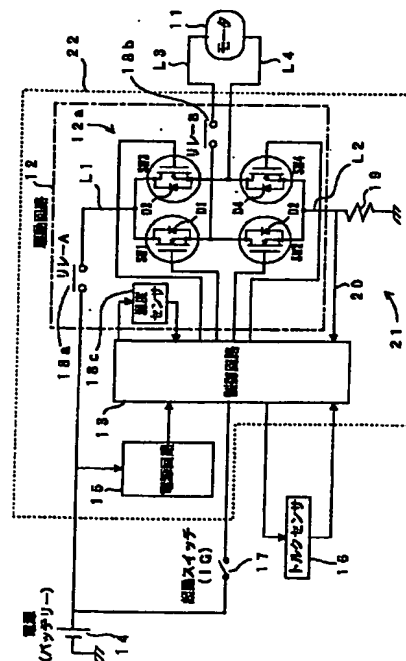 22
12
駆動回路
リレーA
18a
L1
12a
18b
リレーB
L3
11
モータ
L4
SW1
SW3
D1
SW2
SW4
D2
D4
L2
19
20
21
18c
温度
センサ
13
制御回路
15
電源回路
起動スイッチ
(IG)
17
16
トルクセンサ
電源
(バッテリー)
14